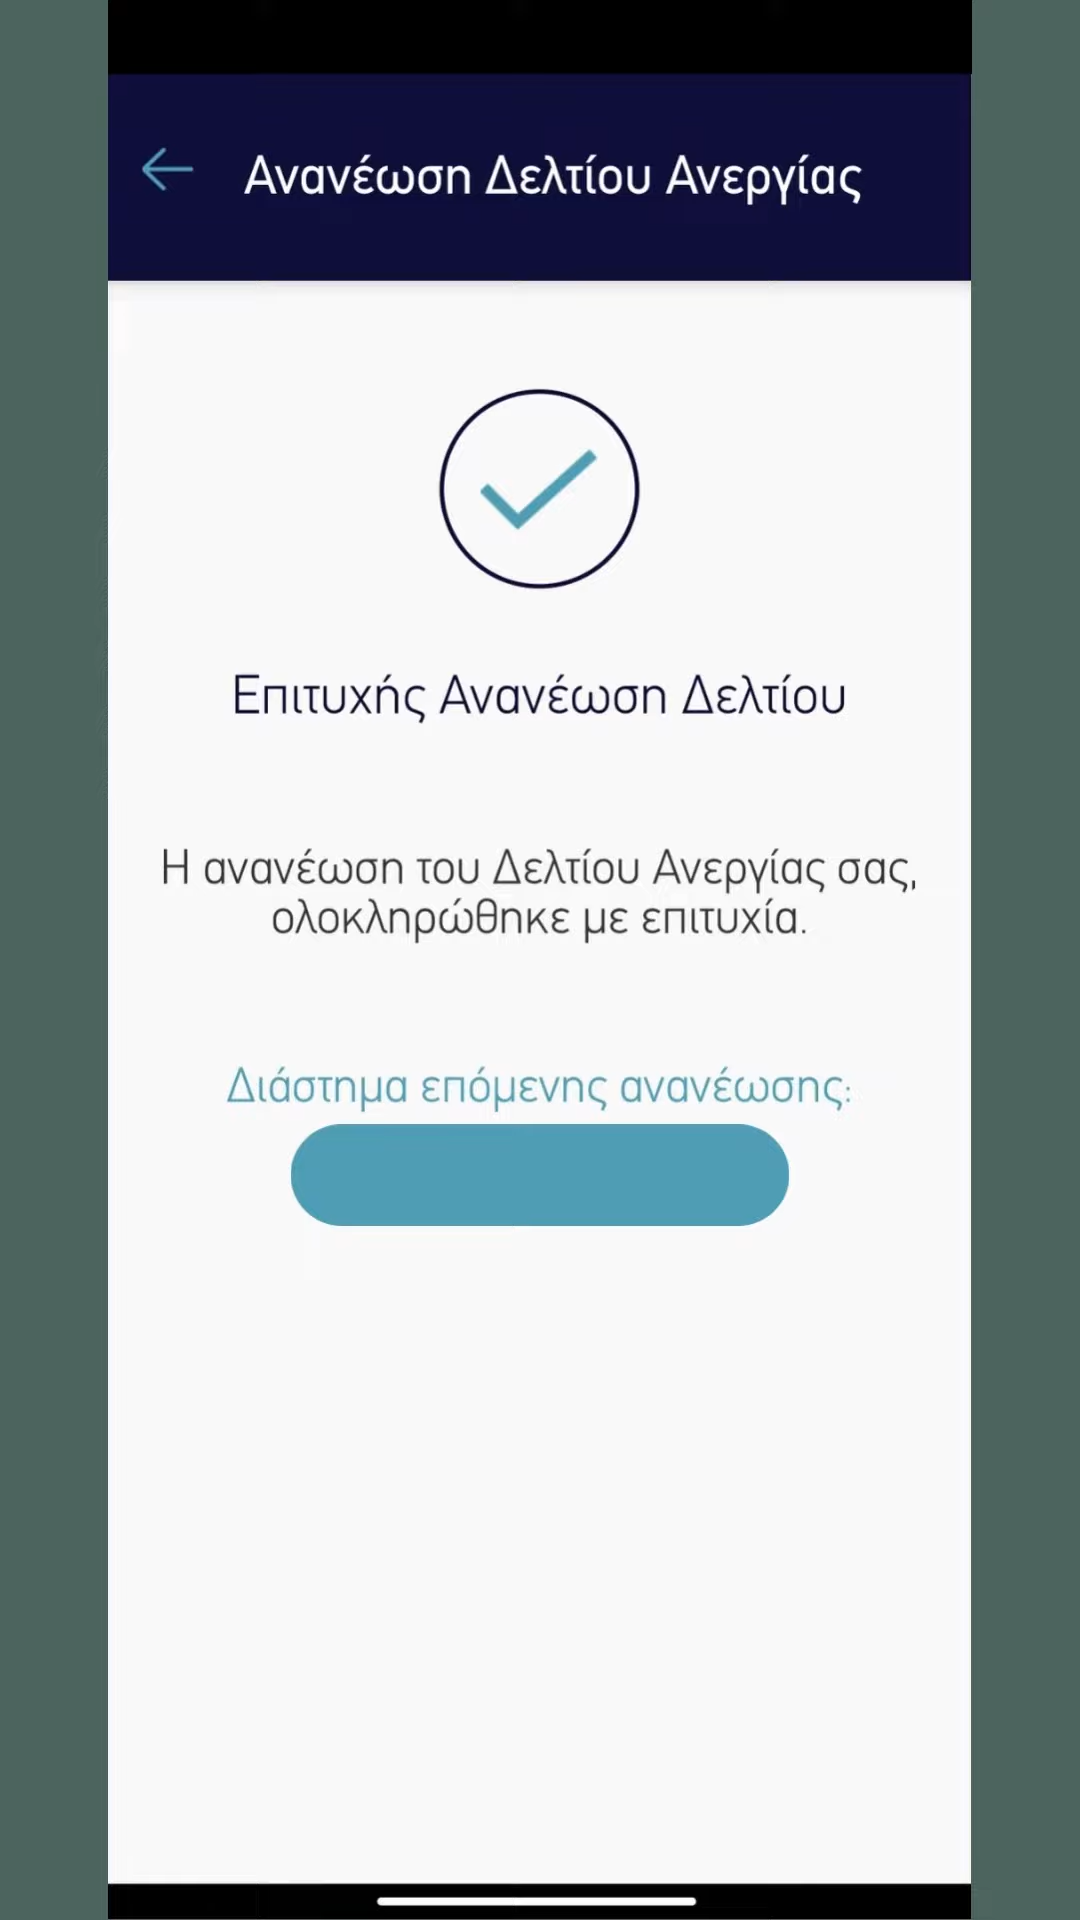 Ανανέωση Δελτίου Ανεργίας
Επιτυχής Ανανέωση Δελτίου
Η ανανέωση του Δελτίου Ανεργίας σας,
ολοκληρώθηκε με επιτυχία.
Διάστημα επόμενης ανανέωσης: